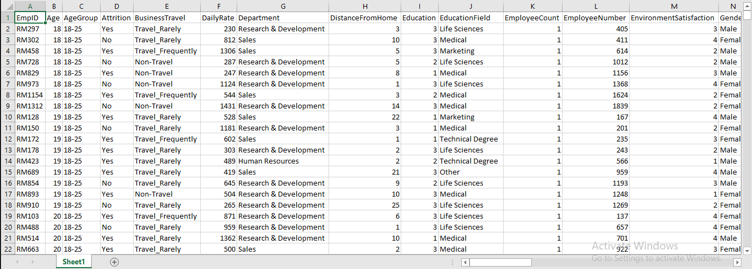 A B C D E F G H I J K L M N
1 EmpID Age AgeGroup Attrition BusinessTravel DailyRate Department DistanceFromHome Education EducationField EmployeeCount EmployeeNumber EnvironmentSatisfaction Gende
2 RM297 18 18-25 Yes Travel_Rarely 230 Research & Development 3 3 Life Sciences 1 405 3 Male
3 RM302 18 18-25 No Travel_Rarely 812 Sales 10 3 Medical 1 411 4 Femal
4 RM458 18 18-25 Yes Travel_Frequently 1306 Sales 5 3 Marketing 1 614 2 Male
5 RM728 18 18-25 No Non-Travel 287 Research & Development 5 2 Life Sciences 1 1012 2 Male
6 RM829 18 18-25 Yes Non-Travel 247 Research & Development 8 1 Medical 1 1156 3 Male
7 RM973 18 18-25 No Non-Travel 1124 Research & Development 1 3 Life Sciences 1 1368 4 Femal
8 RM1154 18 18-25 Yes Travel_Frequently 544 Sales 3 2 Medical 1 1624 2 Femal
9 RM1312 18 18-25 No Non-Travel 1431 Research & Development 14 3 Medical 1 1839 2 Femal
10 RM128 19 18-25 Yes Travel_Rarely 528 Sales 22 1 Marketing 1 167 4 Male
11 RM150 19 18-25 No Travel_Rarely 1181 Research & Development 3 1 Medical 1 201 2 Femal
12 RM172 19 18-25 Yes Travel_Frequently 602 Sales 1 1 Technical Degree 1 235 3 Femal
13 RM178 19 18-25 Yes Travel_Rarely 303 Research & Development 2 3 Life Sciences 1 243 2 Male
14 RM423 19 18-25 Yes Travel_Rarely 489 Human Resources 2 2 Technical Degree 1 566 1 Male
15 RM689 19 18-25 Yes Travel_Rarely 419 Sales 21 3 Other 1 959 4 Male
16 RM854 19 18-25 No Travel_Rarely 645 Research & Development 9 2 Life Sciences 1 1193 3 Male
17 RM893 19 18-25 Yes Non-Travel 504 Research & Development 10 3 Medical 1 1248 1 Femal
18 RM910 19 18-25 No Travel_Rarely 265 Research & Development 25 3 Life Sciences 1 1269 2 Femal
19 RM103 20 18-25 Yes Travel_Frequently 871 Research & Development 6 3 Life Sciences 1 137 4 Femal
20 RM488 20 18-25 No Travel_Rarely 959 Research & Development 1 3 Life Sciences 1 657 4 Femal
21 RM514 20 18-25 Yes Travel_Rarely 1362 Research & Development 10 1 Medical 1 701 4 Male
22 RM663 20 18-25 Yes Travel_Rarely 500 Sales 2 3 Medical 1 922 3 Femal
Activate Windows
Go to Settings to activate Windows.
Sheet1